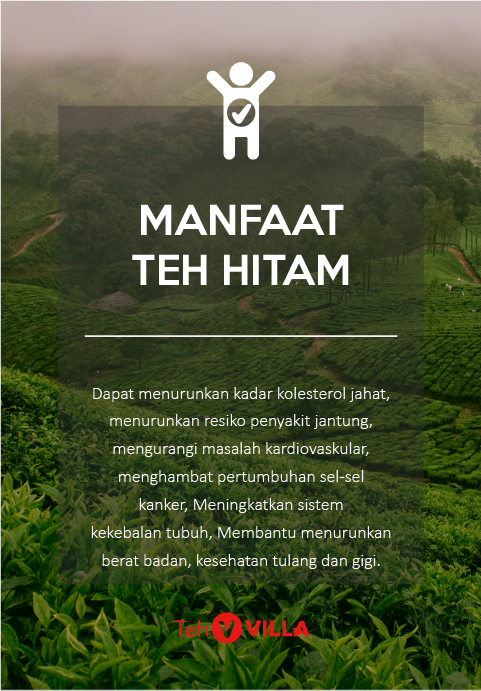 MANFAAT
TEH HITAM
Dapat menurunkan kadar kolesterol jahat,
menurunkan resiko penyakit jantung,
mengurangi masalah kardiovaskular,
menghambat pertumbuhan sel-sel
kanker, Meningkatkan sistem
kekebalan tubuh, Membantu menurunkan
berat badan, kesehatan tulang dan gigi.
Teh V VILLA